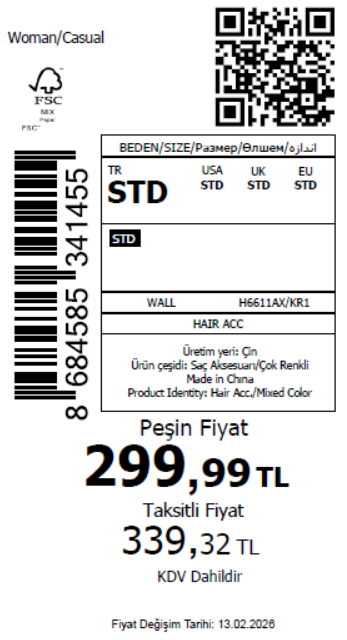 Woman/Casual
FSC
MIX
Paper
FSC™
BEDEN/SIZE/Размер/Өлшем/اندازه
TR USA UK EU
STD STD STD STD
STD
WALL H6611AX/KR1
HAIR ACC
Üretim yeri: Çin
Ürün çeşidi: Saç Aksesuarı/Çok Renkli
Made in China
Product Identity: Hair Acc./Mixed Color
8 684585 341455
Peşin Fiyat
299,99 TL
Taksitli Fiyat
339,32 TL
KDV Dahildir
Fiyat Değişim Tarihi: 13.02.2026